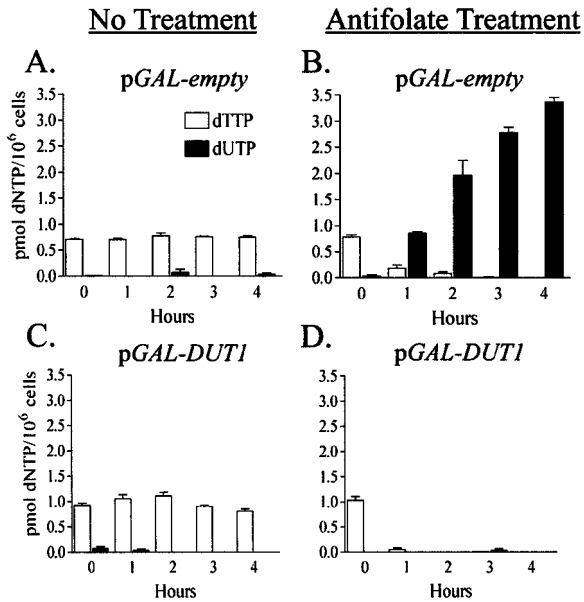 No Treatment
Antifolate Treatment
A.
pGAL-empty
pmol dNTP/10⁶ cells
3.5
3.0
2.5
2.0
1.5
1.0
0.5
0.0
dTTP
dUTP
0 1 2 3 4
Hours
B.
pGAL-empty
3.5
3.0
2.5
2.0
1.5
1.0
0.5
0.0
0 1 2 3 4
Hours
C.
pGAL-DUT1
pmol dNTP/10⁶ cells
3.5
3.0
2.5
2.0
1.5
1.0
0.5
0.0
0 1 2 3 4
Hours
D.
pGAL-DUT1
3.5
3.0
2.5
2.0
1.5
1.0
0.5
0.0
0 1 2 3 4
Hours